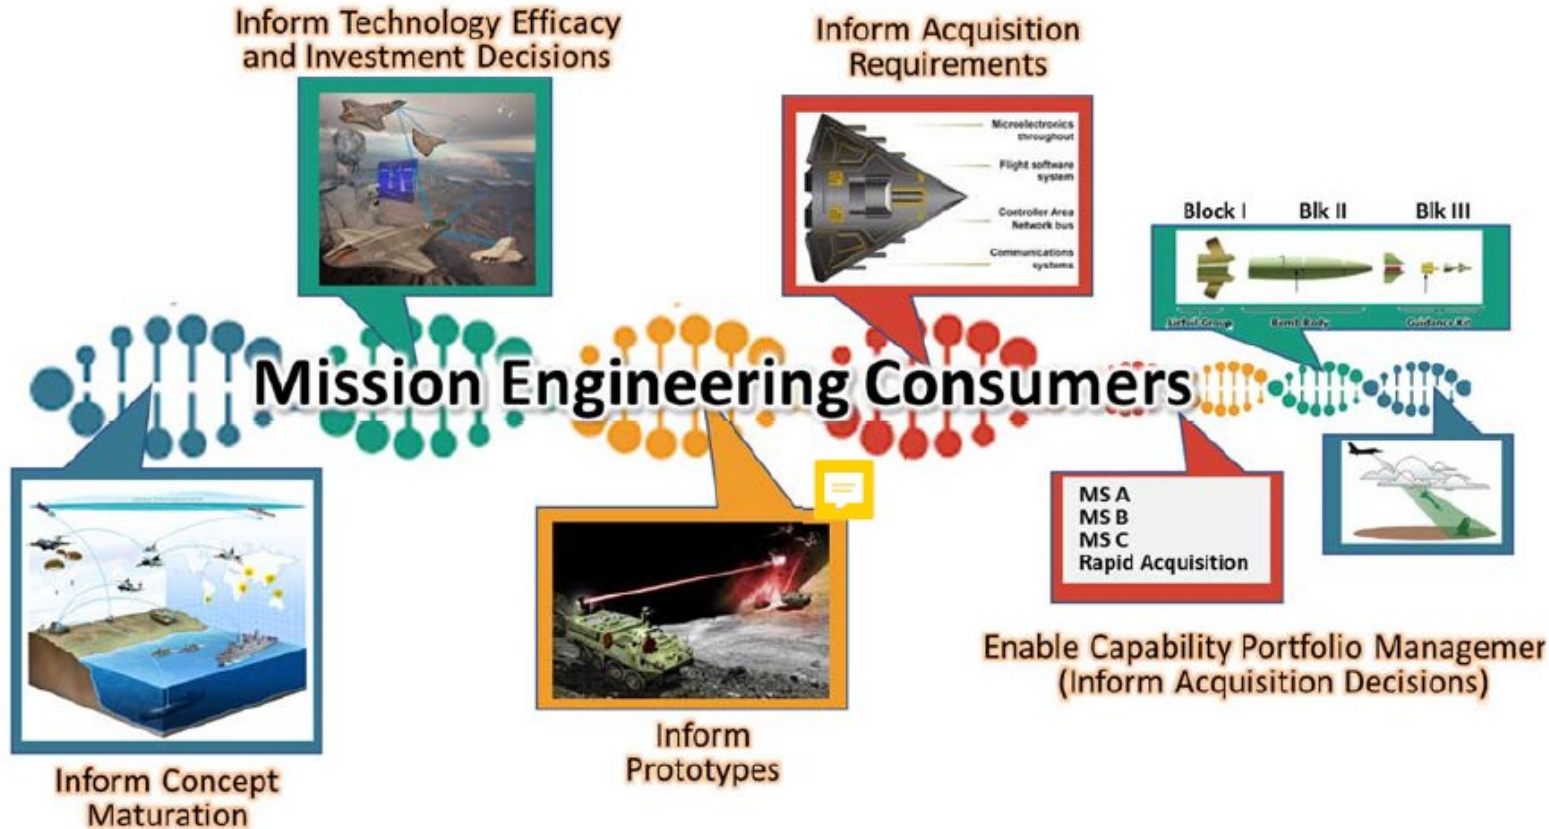 Inform Technology Efficacy
and Investment Decisions
Inform Acquisition
Requirements
Microelectronics
throughout
Flight software
system
Controller Area
Network bus
Communications
systems
Block I
Blk II
Blk III
Airfoil Group
Bomb Body
Guidance Kit
Mission Engineering Consumers
MS A
MS B
MS C
Rapid Acquisition
Enable Capability Portfolio Managemer
(Inform Acquisition Decisions)
Inform
Prototypes
Inform Concept
Maturation